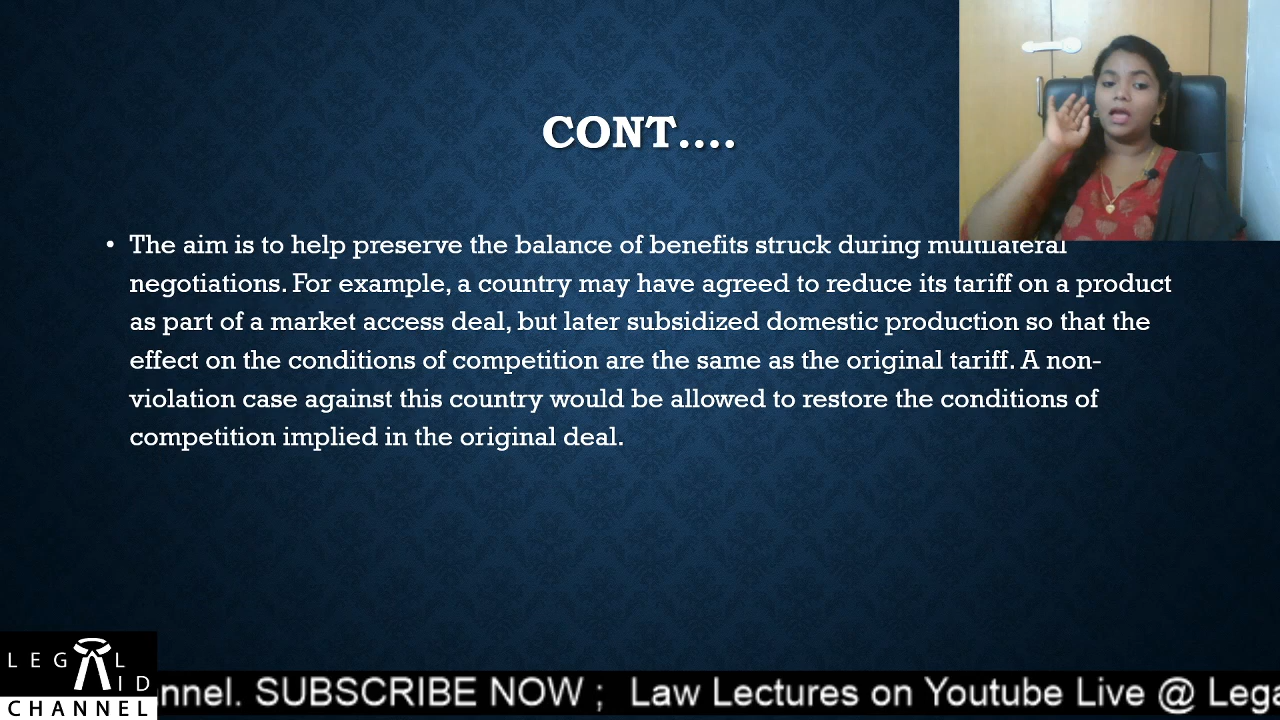 CONT....
• The aim is to help preserve the balance of benefits struck during multilateral
negotiations. For example, a country may have agreed to reduce its tariff on a product
as part of a market access deal, but later subsidized domestic production so that the
effect on the conditions of competition are the same as the original tariff. A non-
violation case against this country would be allowed to restore the conditions of
competition implied in the original deal.
LEGAL
AID
CHANNEL
nnel. SUBSCRIBE NOW ; Law Lectures on Youtube Live @ Lega